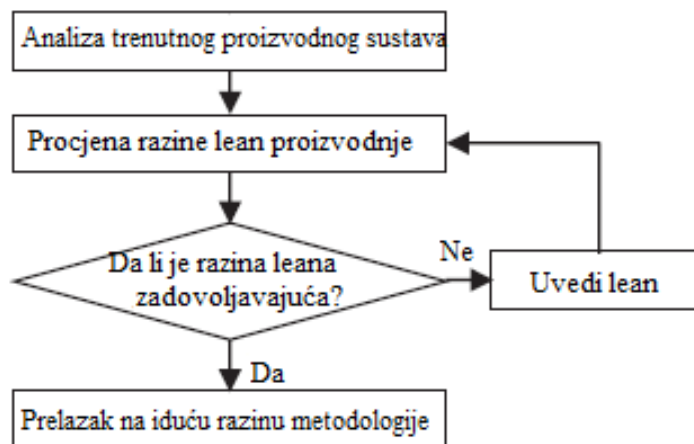 Analiza trenutnog proizvodnog sustava
Procjena razine lean proizvodnje
Da li je razina leana
zadovoljavajuća?
Ne
Uvedi lean
Da
Prelazak na iduću razinu metodologije